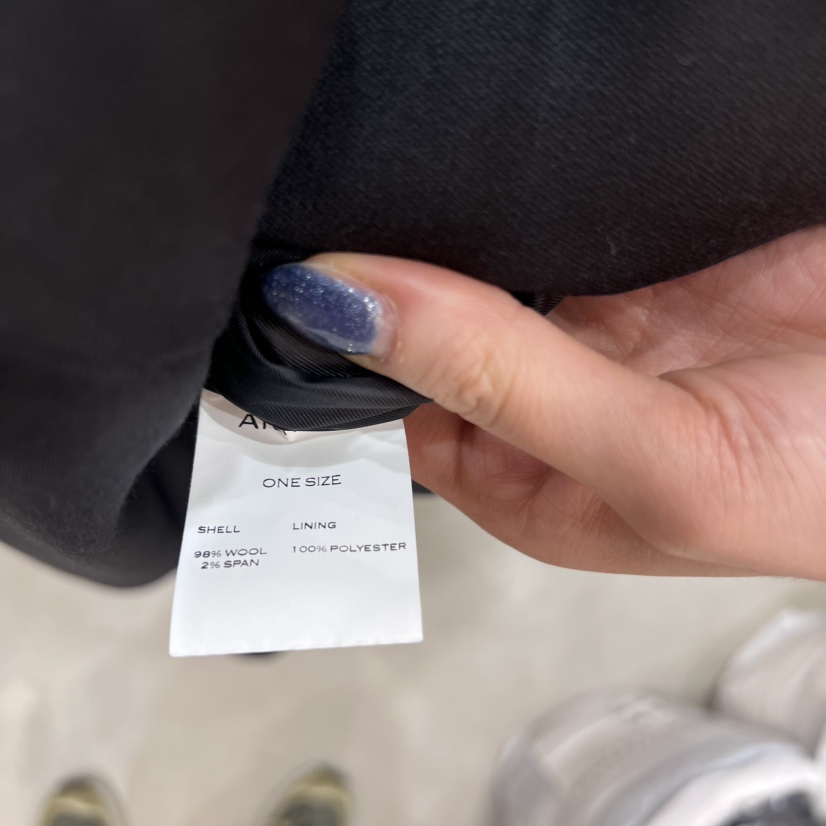 ONE SIZE
SHELL LINING
98% WOOL 100% POLYESTER
2% SPAN